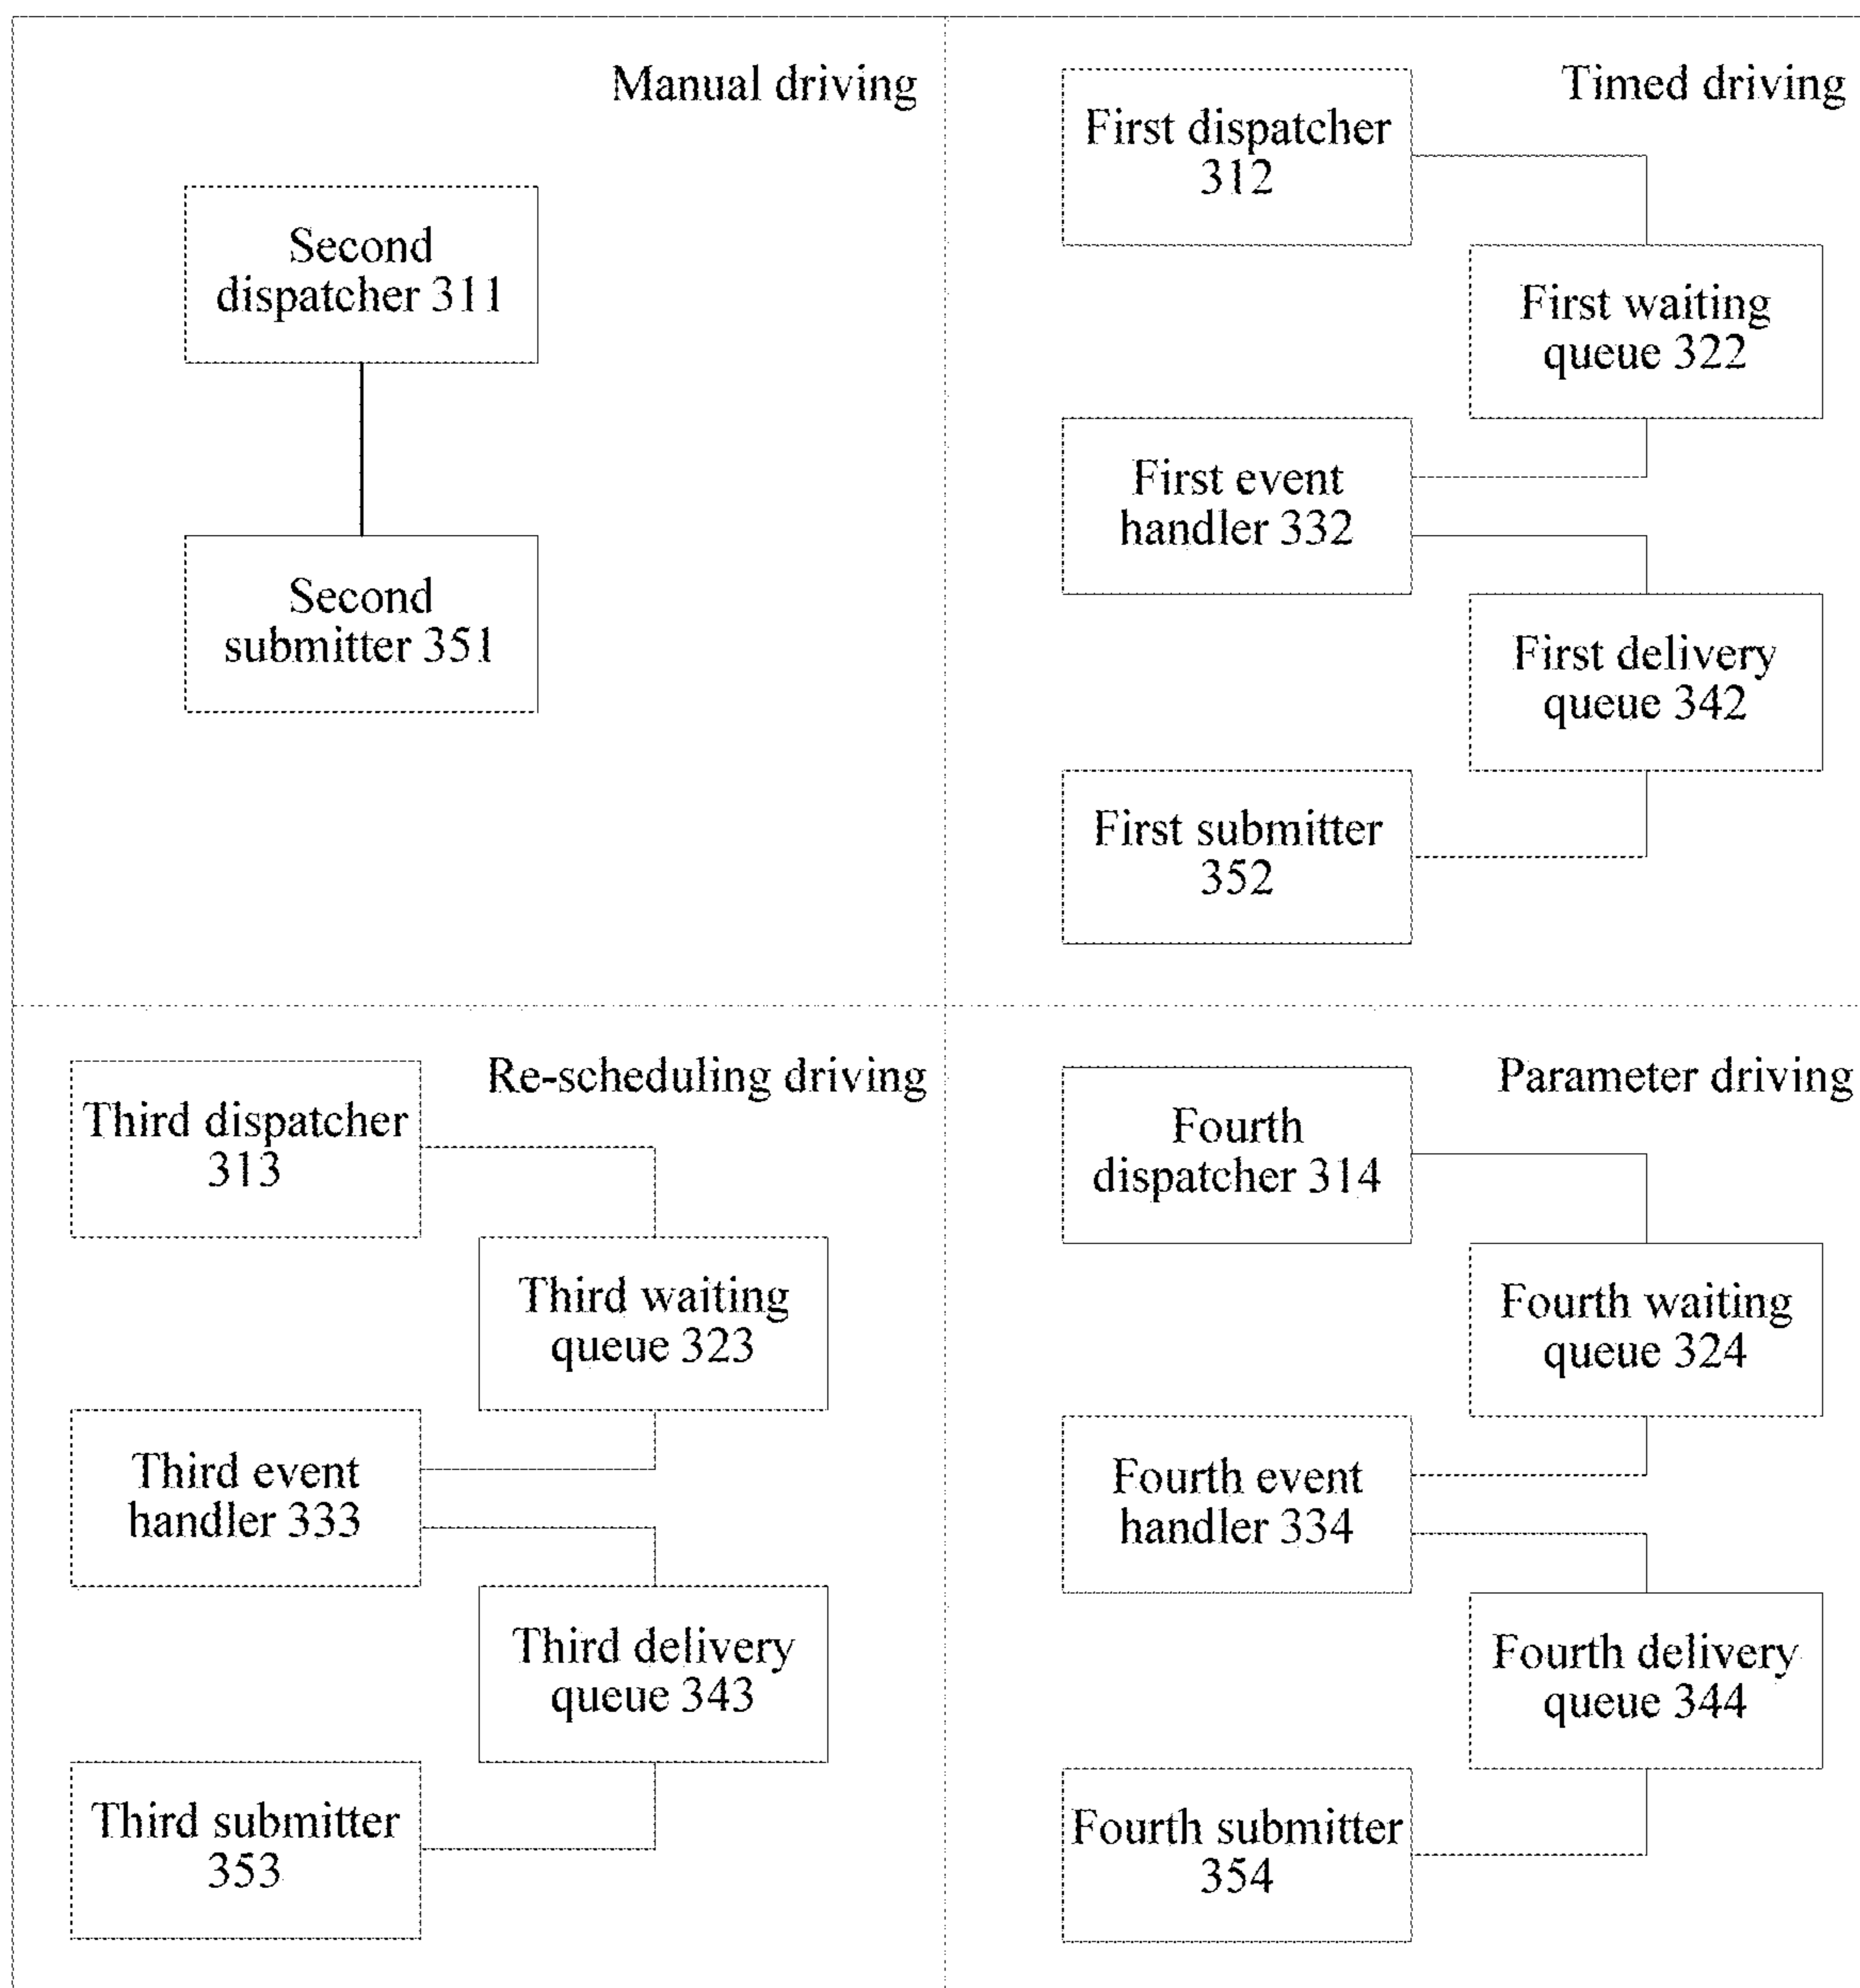 Manual driving
Second
dispatcher 311
Second
submitter 351
Timed driving
First dispatcher
312
First waiting
queue 322
First event
handler 332
First delivery
queue 342
First submitter
352
Re-scheduling driving
Third dispatcher
313
Third waiting
queue 323
Third event
handler 333
Third delivery
queue 343
Third submitter
353
Parameter driving
Fourth
dispatcher 314
Fourth waiting
queue 324
Fourth event
handler 334
Fourth delivery
queue 344
Fourth submitter
354